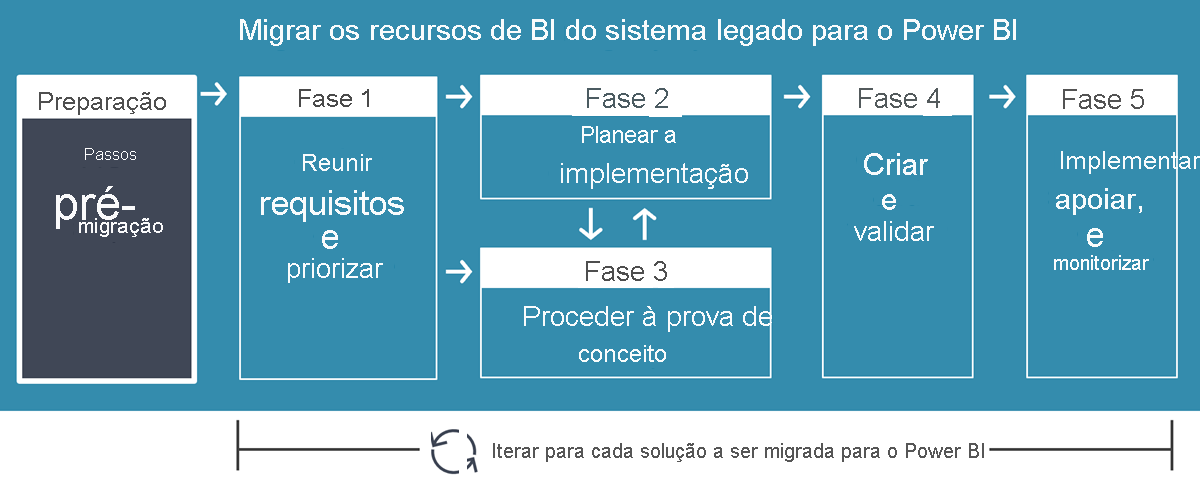 Migrar os recursos de BI do sistema legado para o Power BI
Preparação
Passos
pré-
migração
Fase 1
Reunir
requisitos
e
priorizar
Fase 2
Planear a
implementação
Fase 3
Proceder à prova de
conceito
Fase 4
Criar
e
validar
Fase 5
Implementar
apoiar,
e
monitorizar
Iterar para cada solução a ser migrada para o Power BI